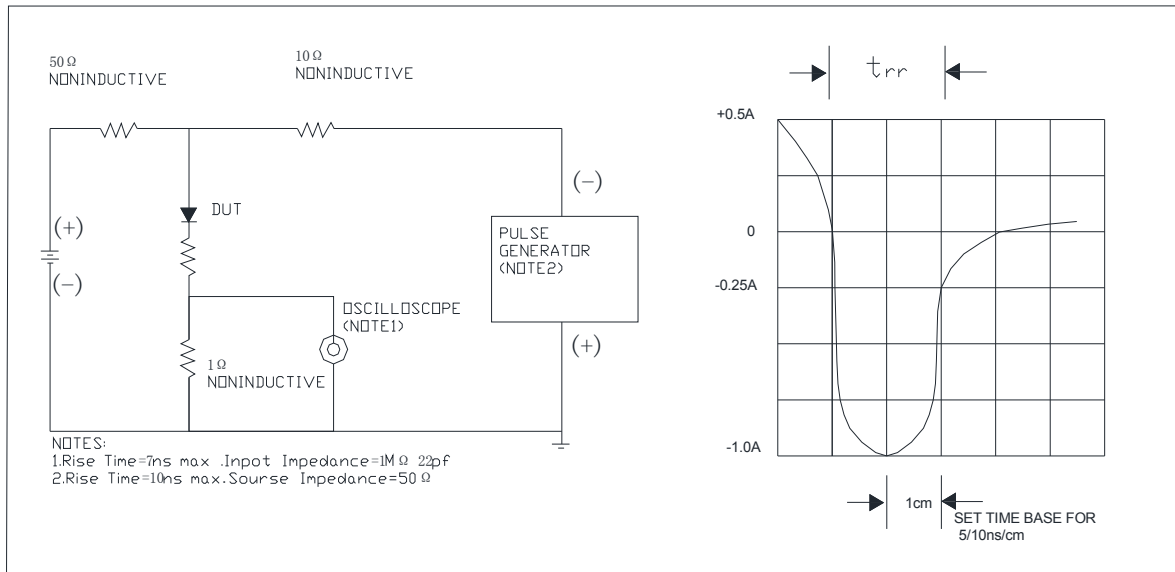 50Ω
NONINDUCTIVE
10Ω
NONINDUCTIVE
(+)
(−)
DUT
1Ω
NONINDUCTIVE
OSCILLOSCOPE
(NOTE1)
(−)
PULSE
GENERATOR
(NOTE2)
(+)
NOTES:
1.Rise Time=7ns max .Inpot Impedance=1MΩ 22pf
2.Rise Time=10ns max.Sourse Impedance=50 Ω
trr
+0.5A
0
-0.25A
-1.0A
1cm
SET TIME BASE FOR
5/10ns/cm